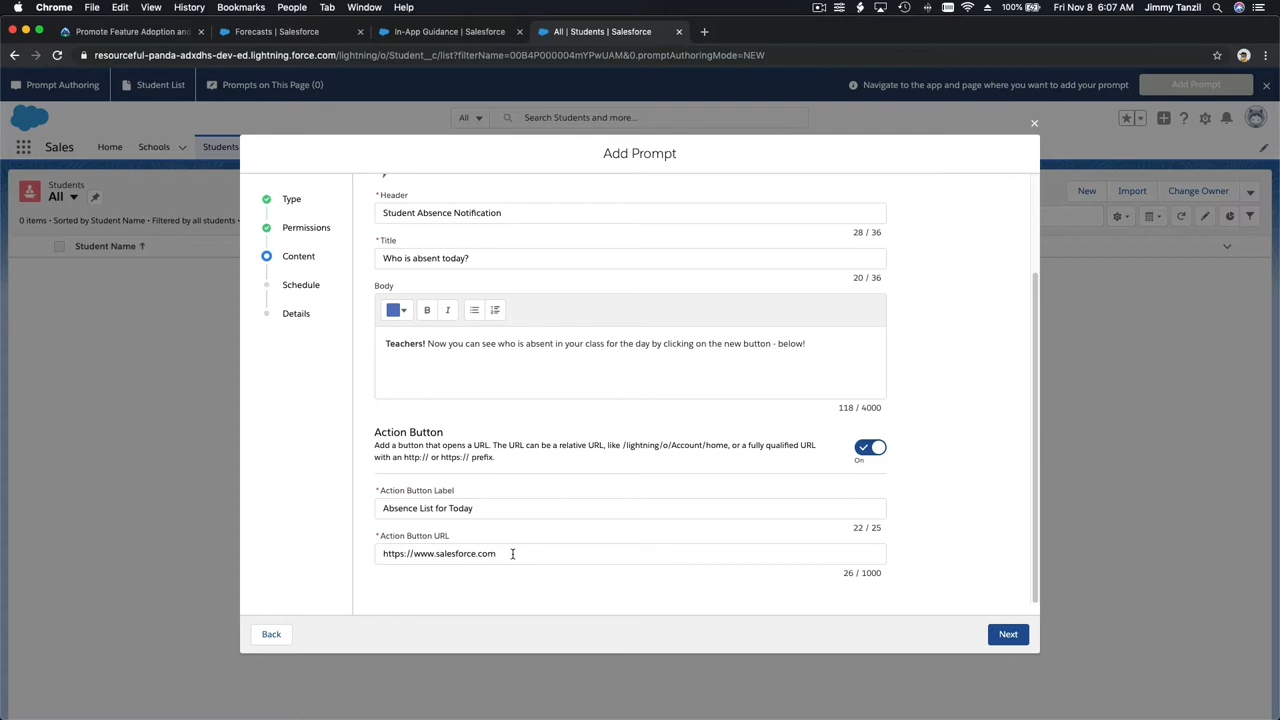 Chrome File Edit View History Bookmarks People Tab Window Help
100% Fri Nov 8 8:06 AM Jimmy Tanzil
Promote Feature Adoption and
Forecasts | Salesforce
In-App Guidance | Salesforce
All | Students | Salesforce
resourceful-panda-adxdhs-dev-ed.lightning.force.com/lightning/o/Student__c/list?filterName=00B4P000004mYPwUAM&0.promptAuthoringMode=NEW
Prompt Authoring
Student List
Prompts on This Page (0)
Navigate to the app and page where you want to add your prompt
Add Prompt
All
Search Students and more...
Sales
Home
Schools
Students
Students
All
New
Import
Change Owner
0 items • Sorted by Student Name • Filtered by all students •
Student Name
Add Prompt
Type
Permissions
Content
Schedule
Details
* Header
Student Absence Notification
28 / 36
* Title
Who is absent today?
20 / 36
Body
B I
Teachers! Now you can see who is absent in your class for the day by clicking on the new button - below!
118 / 4000
Action Button
Add a button that opens a URL. The URL can be a relative URL, like /lightning/o/Account/home, or a fully qualified URL
with an http:// or https:// prefix.
On
* Action Button Label
Absence List for Today
22 / 25
* Action Button URL
https://www.salesforce.com
26 / 1000
Back
Next